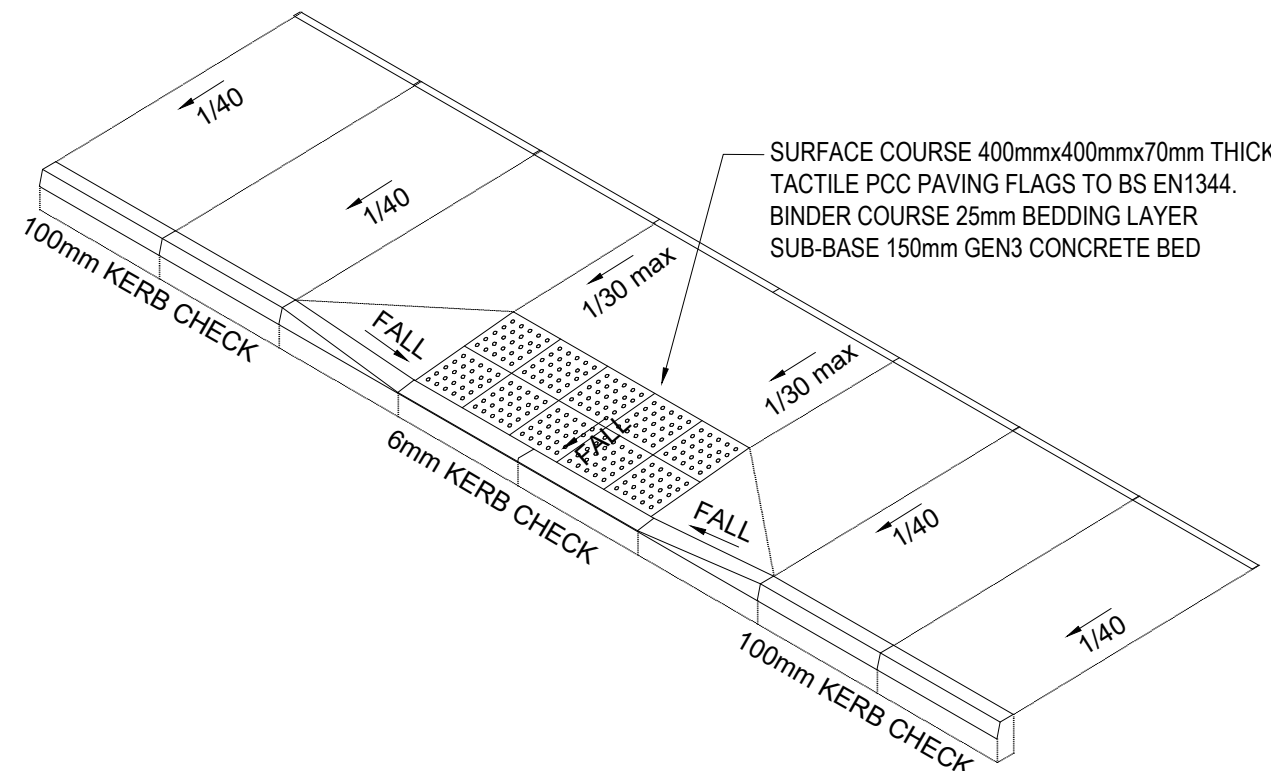 1/40
1/40
SURFACE COURSE 400mmx400mmx70mm THICK
TACTILE PCC PAVING FLAGS TO BS EN1344.
BINDER COURSE 25mm BEDDING LAYER
SUB-BASE 150mm GEN3 CONCRETE BED
1/30 max
1/30 max
100mm KERB CHECK
FALL
FALL
6mm KERB CHECK
FALL
1/40
1/40
100mm KERB CHECK